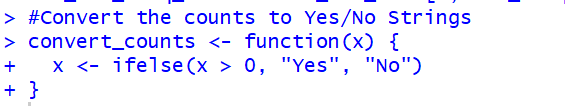 > #Convert the counts to Yes/No Strings
> convert_counts <- function(x) {
+   x <- ifelse(x > 0, "Yes", "No")
+ }